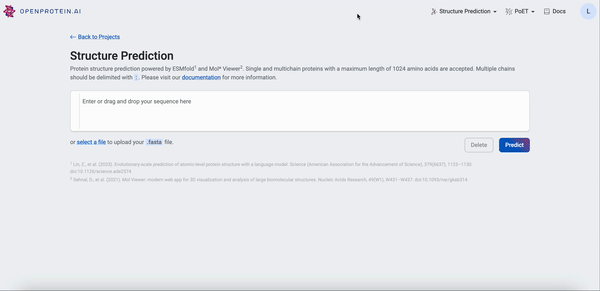 OPENPROTEIN.AI
Structure Prediction
PoET
Docs
L
← Back to Projects
Structure Prediction
Protein structure prediction powered by ESMfold¹ and Mol* Viewer². Single and multichain proteins with a maximum length of 1024 amino acids are accepted. Multiple chains
should be delimited with : . Please visit our documentation for more information.
Enter or drag and drop your sequence here
or select a file to upload your .fasta file.
Delete
Predict
¹ Lin, Z., et al. (2023). Evolutionary-scale prediction of atomic-level protein structure with a language model. Science (American Association for the Advancement of Science), 379(6637), 1123–1130.
doi:10.1126/science.ade2574
² Sehnal, D., et al. (2021). Mol* Viewer: modern web app for 3D visualization and analysis of large biomolecular structures. Nucleic Acids Research, 49(W1), W431–W437. doi:10.1093/nar/gkab314